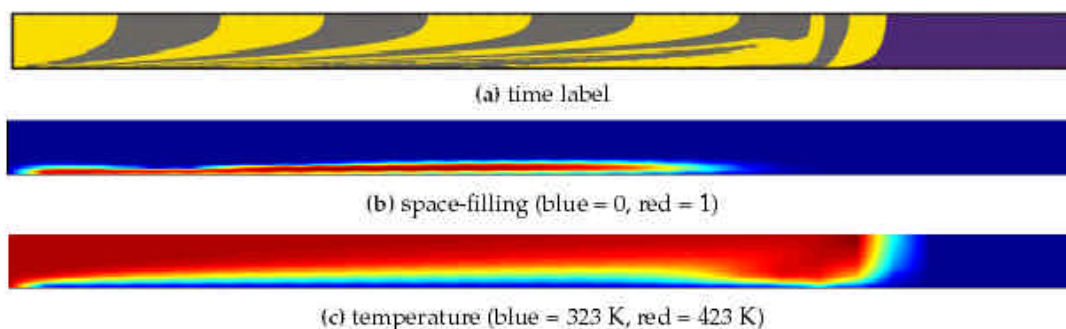 (a) time label
(b) space-filling (blue = 0, red = 1)
(c) temperature (blue = 323 K, red = 423 K)